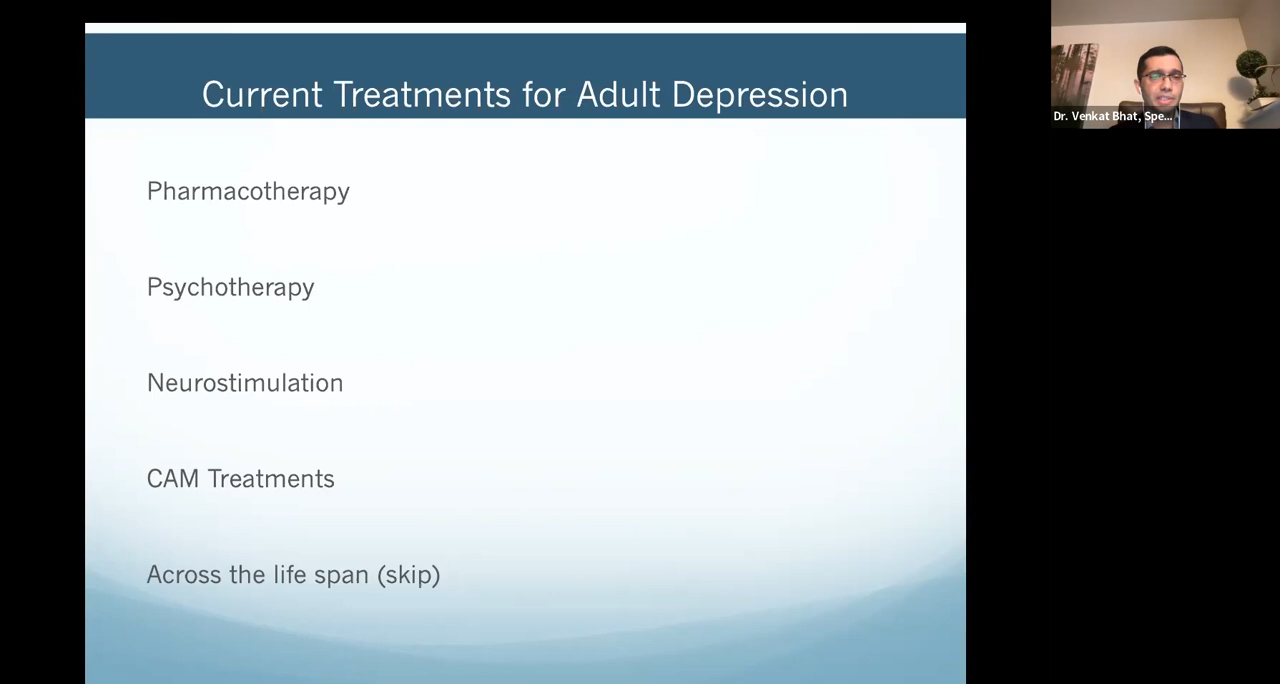 Current Treatments for Adult Depression
Pharmacotherapy
Psychotherapy
Neurostimulation
CAM Treatments
Across the life span (skip)
Dr. Venkat Bhat, Spe...